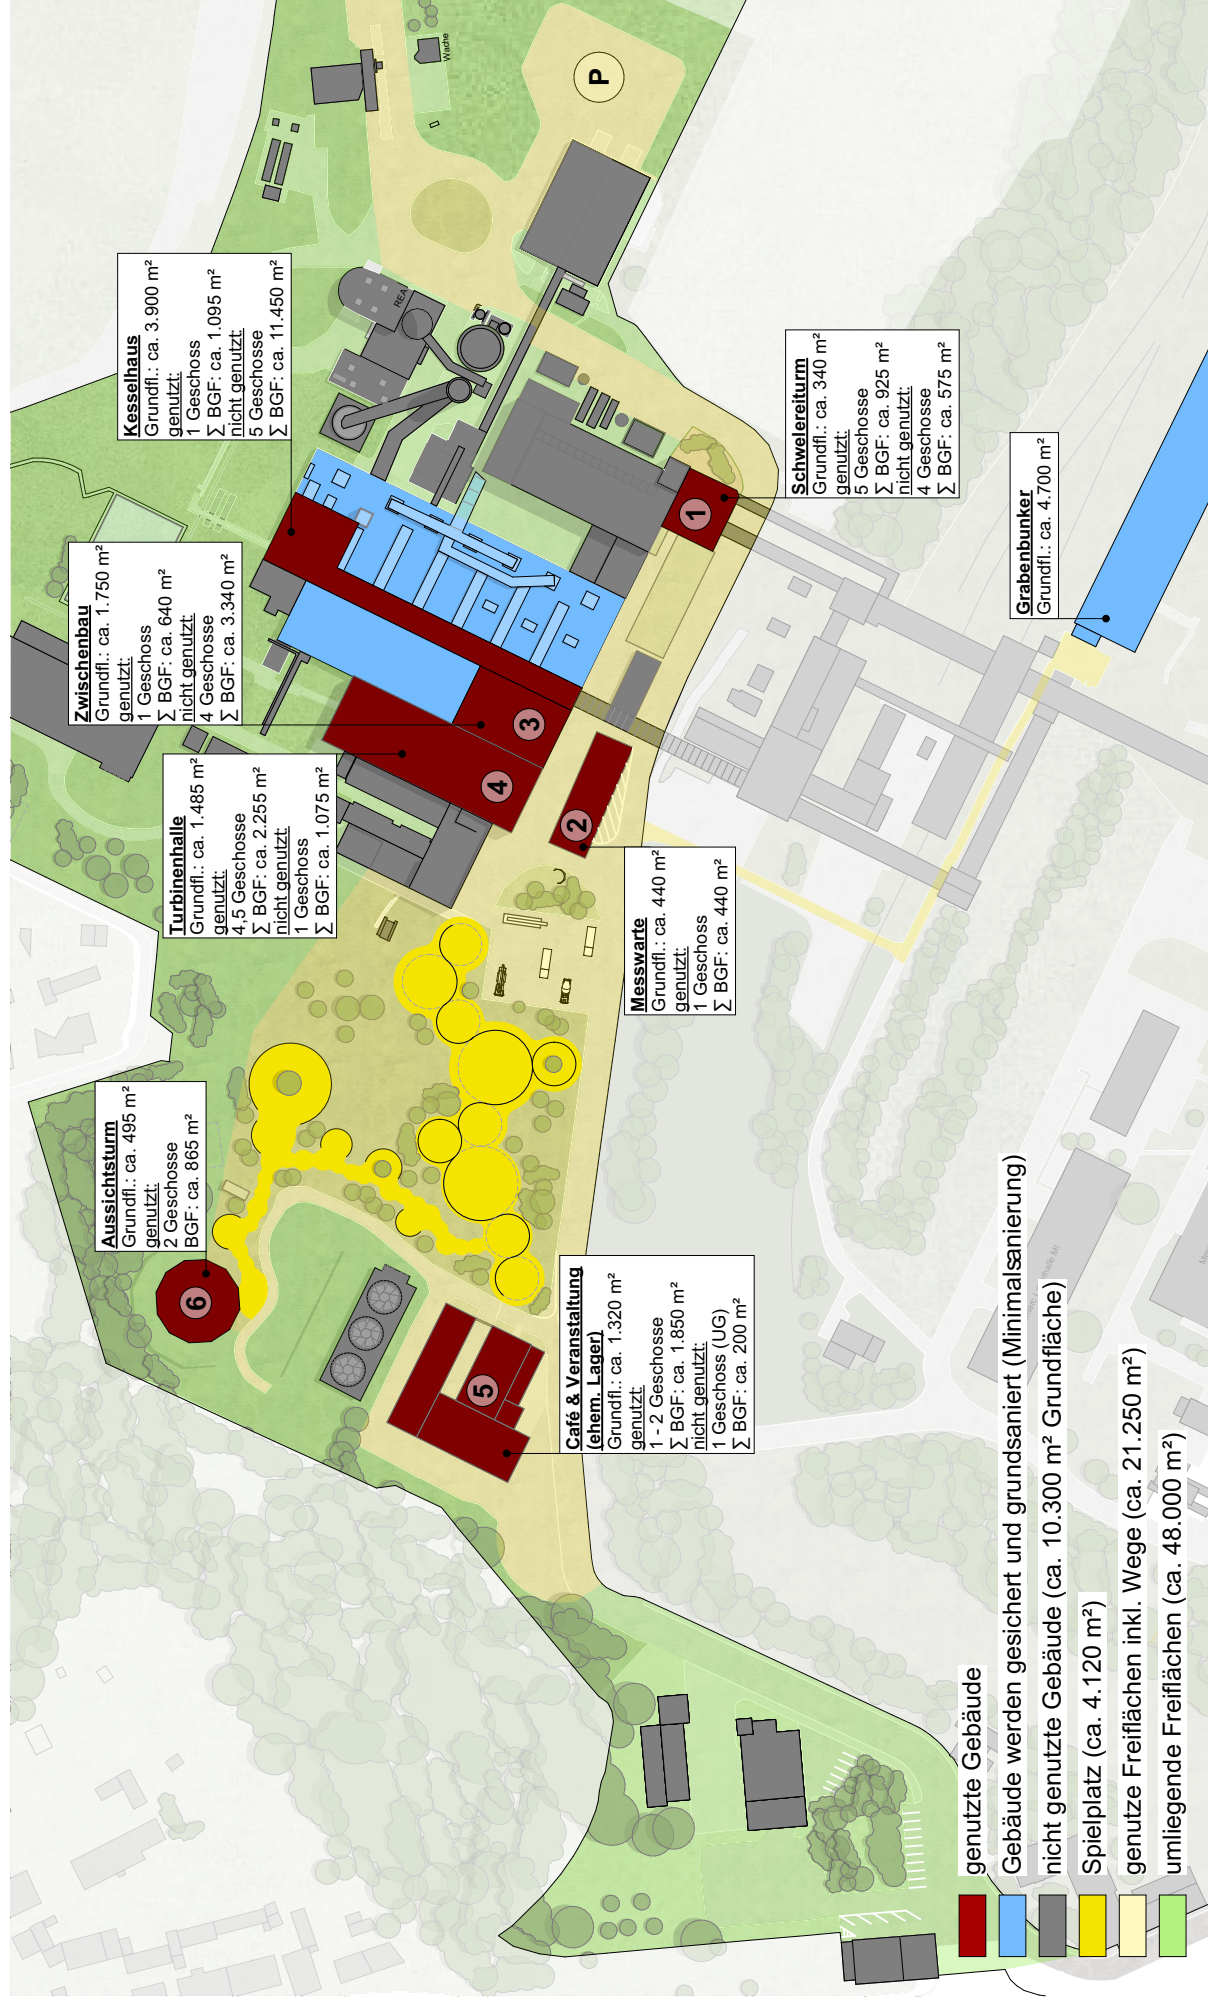 Aussichtsturm
Grundfl.: ca. 495 m²
genutzt:
2 Geschosse
BGF: ca. 865 m²
6
Zwischenbau
Grundfl.: ca. 1.750 m²
genutzt:
1 Geschoss
∑ BGF: ca. 640 m²
nicht genutzt:
4 Geschosse
∑ BGF: ca. 3.340 m²
Kesselhaus
Grundfl.: ca. 3.900 m²
genutzt:
1 Geschoss
∑ BGF: ca. 1.095 m²
nicht genutzt:
5 Geschosse
∑ BGF: ca. 11.450 m²
Turbinenhalle
Grundfl.: ca. 1.485 m²
genutzt:
4,5 Geschosse
∑ BGF: ca. 2.255 m²
nicht genutzt:
1 Geschoss
∑ BGF: ca. 1.075 m²
REA
Wache
P
5
4
3
2
1
Café & Veranstaltung
(ehem. Lager)
Grundfl.: ca. 1.320 m²
genutzt:
1 - 2 Geschosse
∑ BGF: ca. 1.850 m²
nicht genutzt:
1 Geschoss (UG)
∑ BGF: ca. 200 m²
Messwarte
Grundfl.: ca. 440 m²
genutzt:
1 Geschoss
∑ BGF: ca. 440 m²
Schwelereiturm
Grundfl.: ca. 340 m²
genutzt:
5 Geschosse
∑ BGF: ca. 925 m²
nicht genutzt:
4 Geschosse
∑ BGF: ca. 575 m²
Grabenbunker
Grundfl.: ca. 4.700 m²
genutzte Gebäude
Gebäude werden gesichert und grundsaniert (Minimalsanierung)
nicht genutzte Gebäude (ca. 10.300 m² Grundfläche)
Spielplatz (ca. 4.120 m²)
genutze Freiflächen inkl. Wege (ca. 21.250 m²)
umliegende Freiflächen (ca. 48.000 m²)